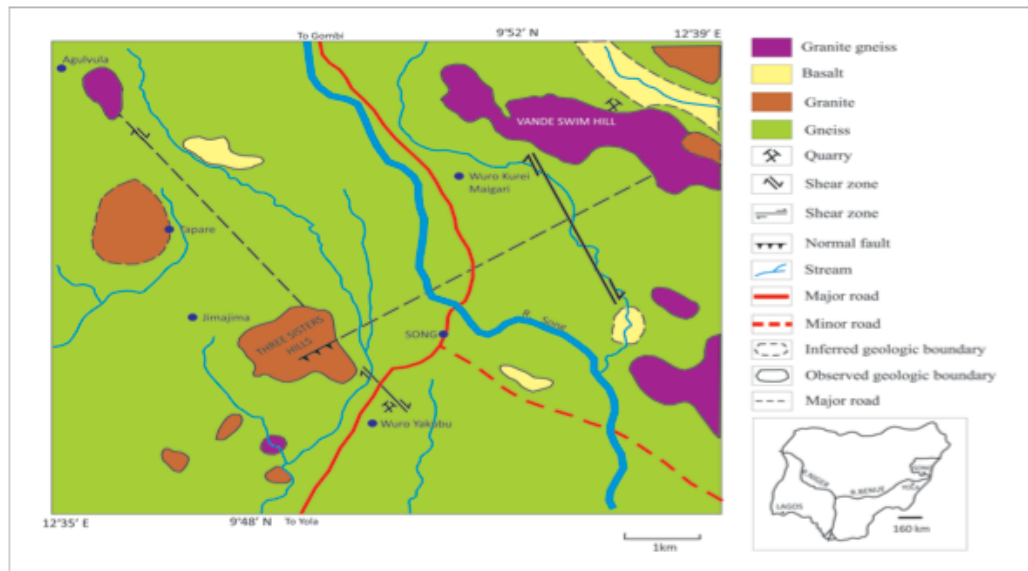 To Gombi
9°52' N
12°39' E
Agulvula
VANDE SWIM HILL
Wuro Kurei
Maigari
Tapare
Jimajima
THREE SISTERS
HILLS
SONG
R. Song
Wuro Yakubu
12°35' E
9°48' N
To Yola
1km
Granite gneiss
Basalt
Granite
Gneiss
Quarry
Shear zone
Shear zone
Normal fault
Stream
Major road
Minor road
Inferred geologic boundary
Observed geologic boundary
Major road
R.NIGER
R.BENUE
SONG
YOLA
LAGOS
160 km